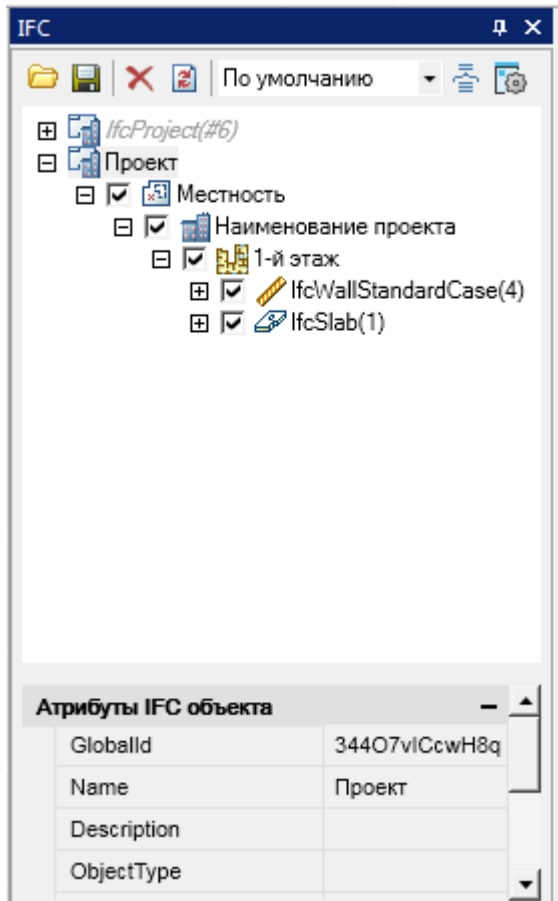 IFC
По умолчанию
IfcProject(#6)
Проект
Местность
Наименование проекта
1-й этаж
IfcWallStandardCase(4)
IfcSlab(1)
Атрибуты IFC объекта
GlobalId 344O7vICcwH8q
Name Проект
Description
ObjectType